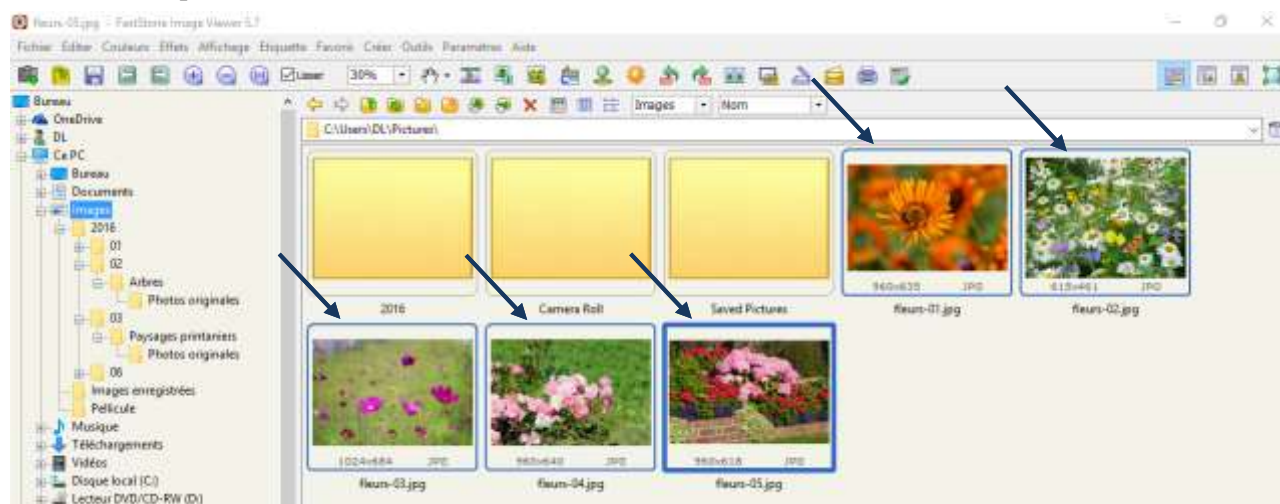 fleurs-05.jpg - FastStone Image Viewer 5.7
Fichier Editer Couleurs Effets Affichage Etiquette Favoris Créer Outils Paramètres Aide
Lisser 30%
Images Nom
C:\Users\DL\Pictures\
Bureau
OneDrive
DL
Ce PC
Bureau
Documents
Images
2016
01
02
Arbres
Photos originales
03
Paysages printaniers
Photos originales
06
Images enregistrées
Pellicule
Musique
Téléchargements
Vidéos
Disque local (C:)
Lecteur DVD/CD-RW (D:)
2016
Camera Roll
Saved Pictures
960x635 JPG
fleurs-01.jpg
615x461 JPG
fleurs-02.jpg
1024x684 JPG
fleurs-03.jpg
960x640 JPG
fleurs-04.jpg
960x618 JPG
fleurs-05.jpg